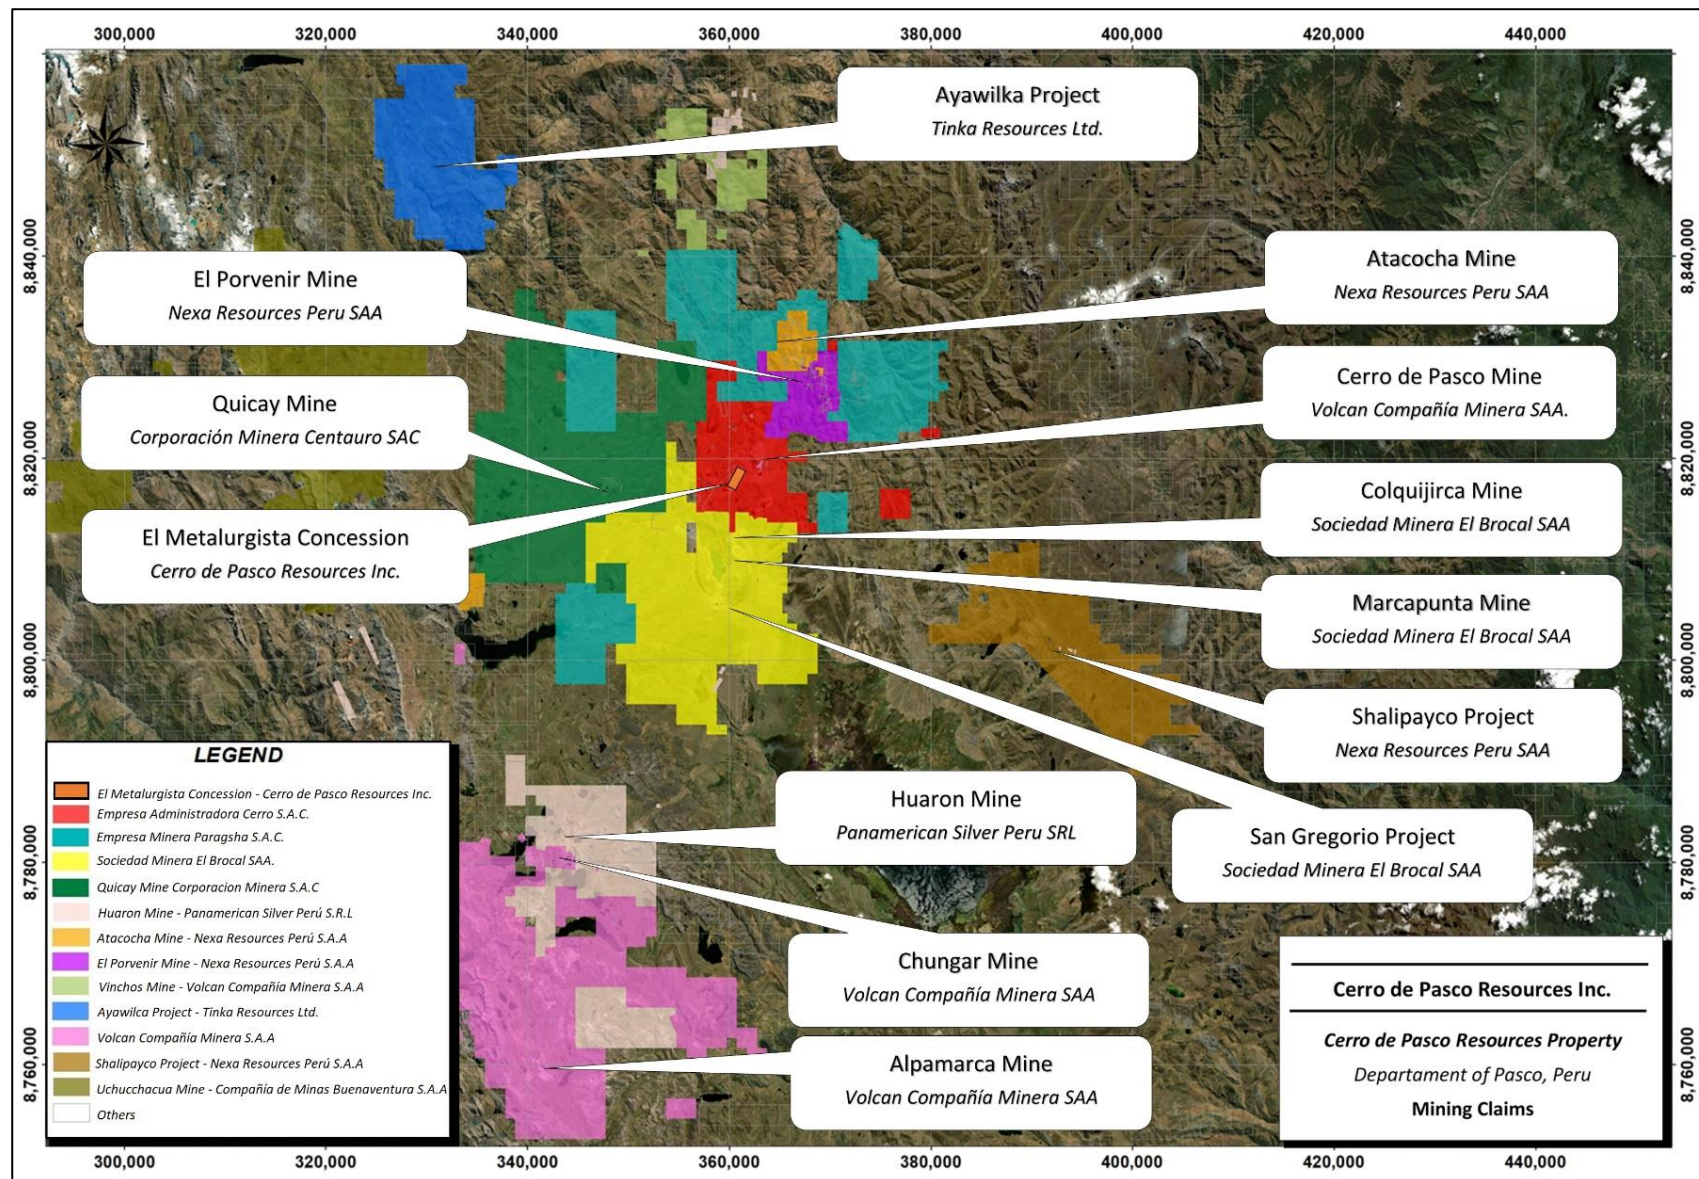 300,000 320,000 340,000 360,000 380,000 400,000 420,000 440,000
Ayawilka Project
Tinka Resources Ltd.
8,840,000
8,840,000
El Porvenir Mine
Nexa Resources Peru SAA
Atacocha Mine
Nexa Resources Peru SAA
Quicay Mine
Corporación Minera Centauro SAC
Cerro de Pasco Mine
Volcan Compañía Minera SAA.
8,820,000
8,820,000
El Metalurgista Concession
Cerro de Pasco Resources Inc.
Colquijirca Mine
Sociedad Minera El Brocal SAA
Marcapunta Mine
Sociedad Minera El Brocal SAA
8,800,000
8,800,000
Shalipayco Project
Nexa Resources Peru SAA
Huaron Mine
Panamerican Silver Peru SRL
San Gregorio Project
Sociedad Minera El Brocal SAA
8,780,000
8,780,000
Chungar Mine
Volcan Compañía Minera SAA
Alpamarca Mine
Volcan Compañía Minera SAA
8,760,000
8,760,000
LEGEND
El Metalurgista Concession - Cerro de Pasco Resources Inc.
Empresa Administradora Cerro S.A.C.
Empresa Minera Paragsha S.A.C.
Sociedad Minera El Brocal SAA.
Quicay Mine Corporacion Minera S.A.C
Huaron Mine - Panamerican Silver Perú S.R.L
Atacocha Mine - Nexa Resources Perú S.A.A
El Porvenir Mine - Nexa Resources Perú S.A.A
Vinchos Mine - Volcan Compañía Minera S.A.A
Ayawilca Project - Tinka Resources Ltd.
Volcan Compañía Minera S.A.A
Shalipayco Project - Nexa Resources Perú S.A.A
Uchucchacua Mine - Compañía de Minas Buenaventura S.A.A
Others
Cerro de Pasco Resources Inc.
Cerro de Pasco Resources Property
Departament of Pasco, Peru
Mining Claims
300,000 320,000 340,000 360,000 380,000 400,000 420,000 440,000